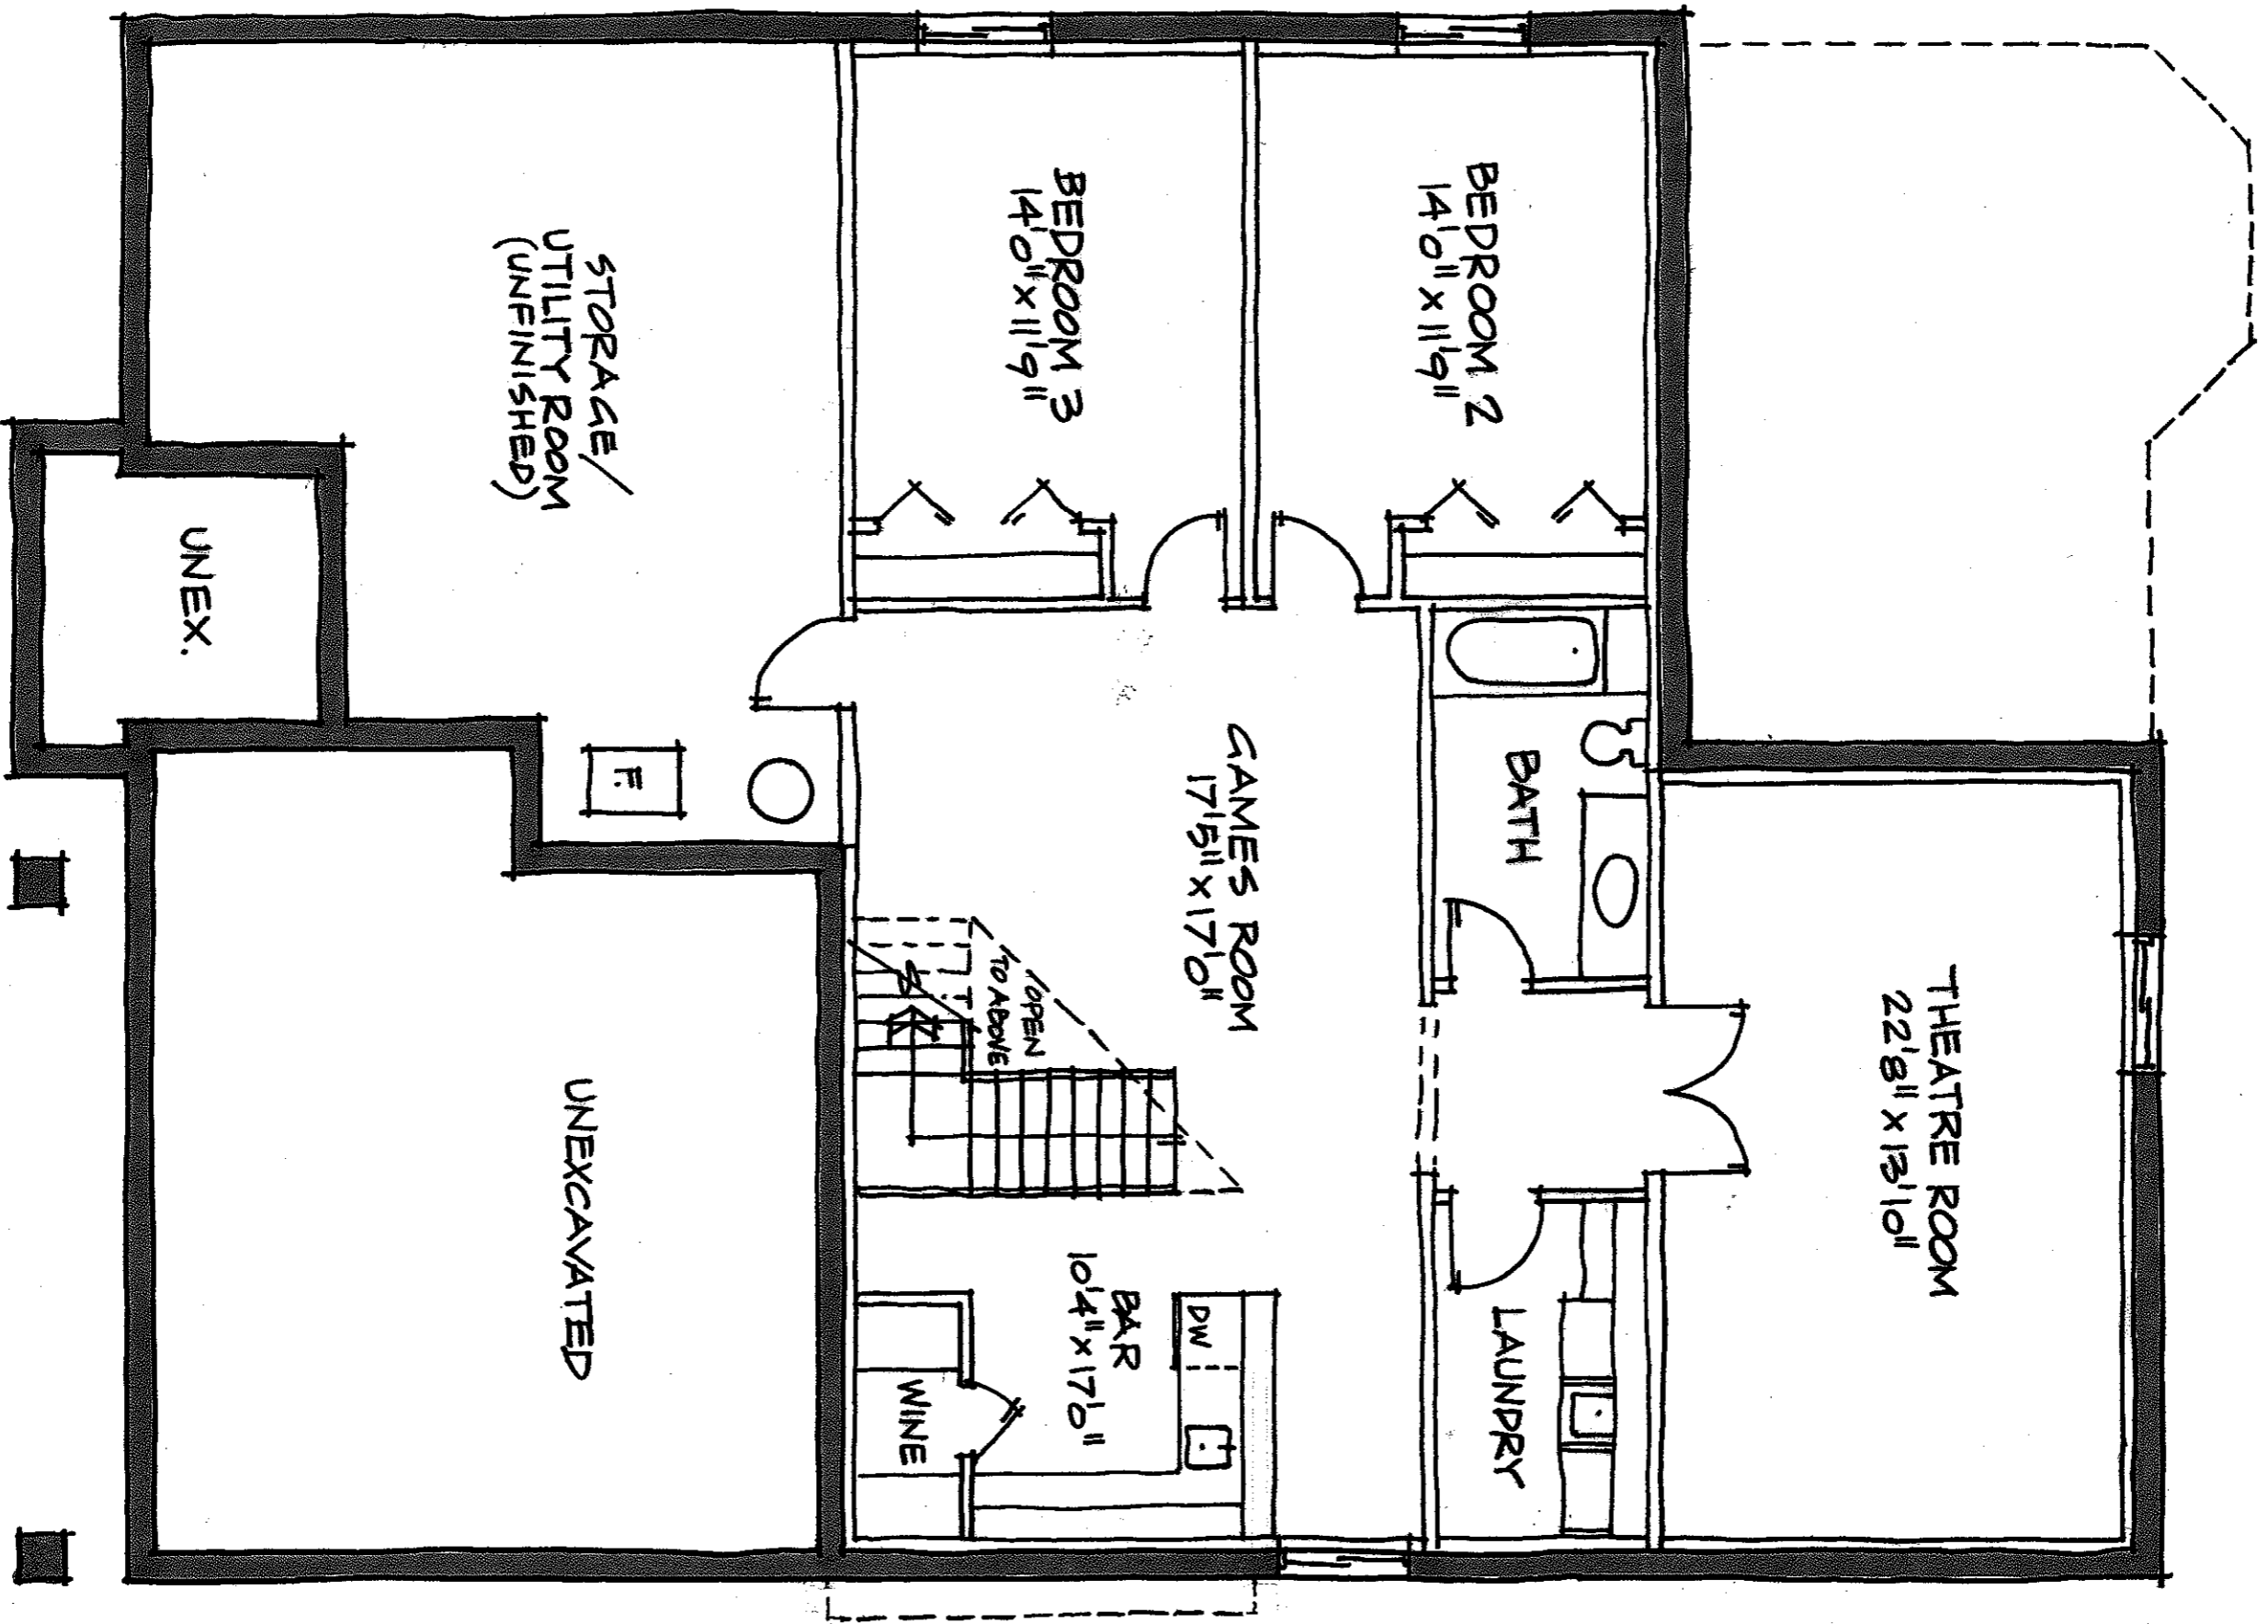 THEATRE ROOM
22'8" x 13'10"
BEDROOM 2
14'0" x 11'9"
BATH
LAUNDRY
GAMES ROOM
17'5" x 17'0"
DW
BAR
10'4" x 17'0"
BEDROOM 3
14'0" x 11'9"
OPEN
TO ABOVE
WINE
STORAGE/
UTILITY ROOM
(UNFINISHED)
F.
UNEXCAVATED
UNEX.